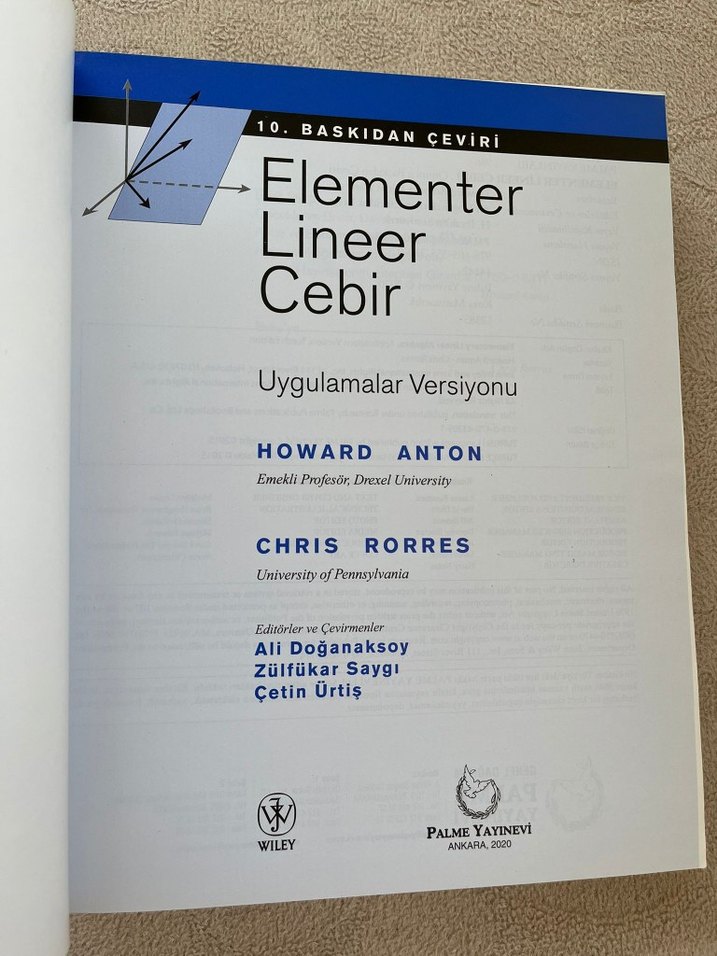 10. BASKIDAN ÇEVİRİ
Elementer
Lineer
Cebir
Uygulamalar Versiyonu
HOWARD ANTON
Emekli Profesör, Drexel University
CHRIS RORRES
University of Pennsylvania
Editörler ve Çevirmenler
Ali Doğanaksoy
Zülfükar Saygı
Çetin Ürtiş
WILEY
PALME YAYINEVİ
ANKARA, 2020